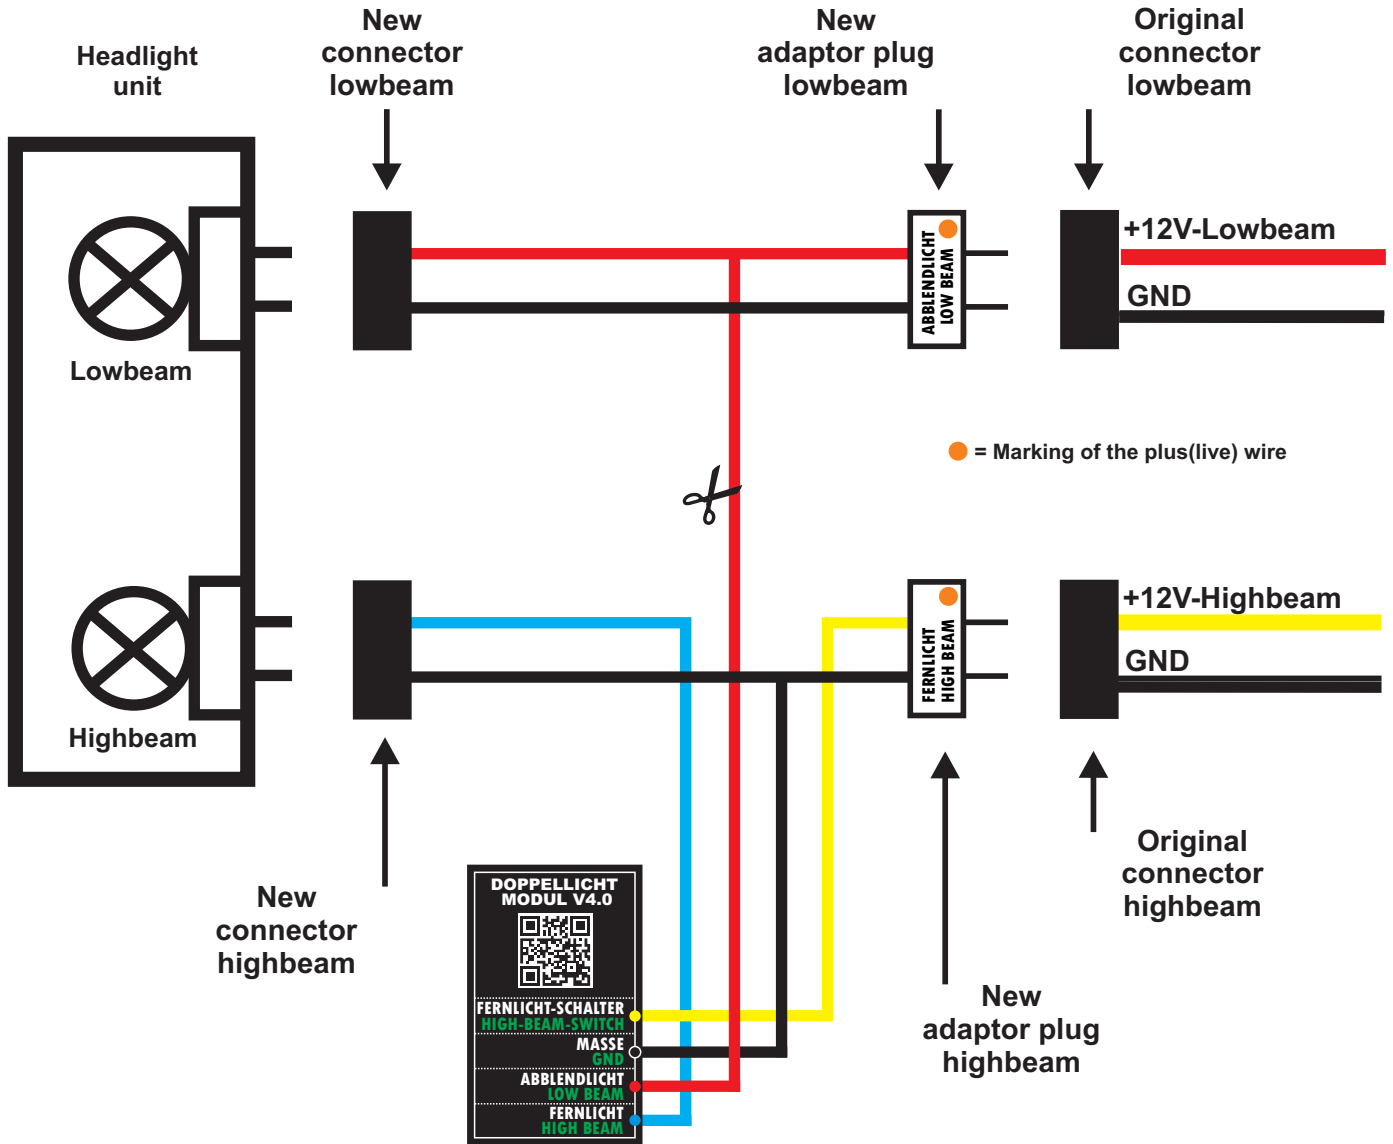 New
connector
lowbeam
New
adaptor plug
lowbeam
Original
connector
lowbeam
Headlight
unit
+12V-Lowbeam
GND
ABBLENDLICHT
LOW BEAM
Lowbeam
= Marking of the plus(live) wire
+12V-Highbeam
GND
FERNLICHT
HIGH BEAM
Highbeam
Original
connector
highbeam
New
connector
highbeam
DOPPELLICHT
MODUL V4.0
FERNLICHT-SCHALTER
HIGH-BEAM-SWITCH
MASSE
GND
ABBLENDLICHT
LOW BEAM
FERNLICHT
HIGH BEAM
New
adaptor plug
highbeam